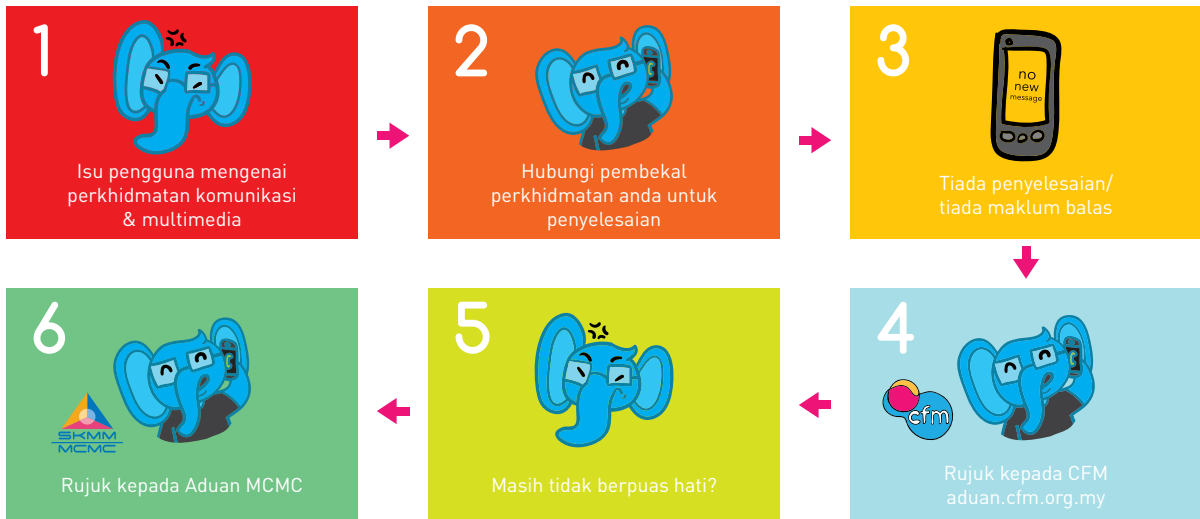 1
Isu pengguna mengenai
perkhidmatan komunikasi
& multimedia
2
Hubungi pembekal
perkhidmatan anda untuk
penyelesaian
3
no
new
message
Tiada penyelesaian/
tiada maklum balas
4
cfm
Rujuk kepada CFM
aduan.cfm.org.my
5
Masih tidak berpuas hati?
6
SKMM
MCMC
Rujuk kepada Aduan MCMC